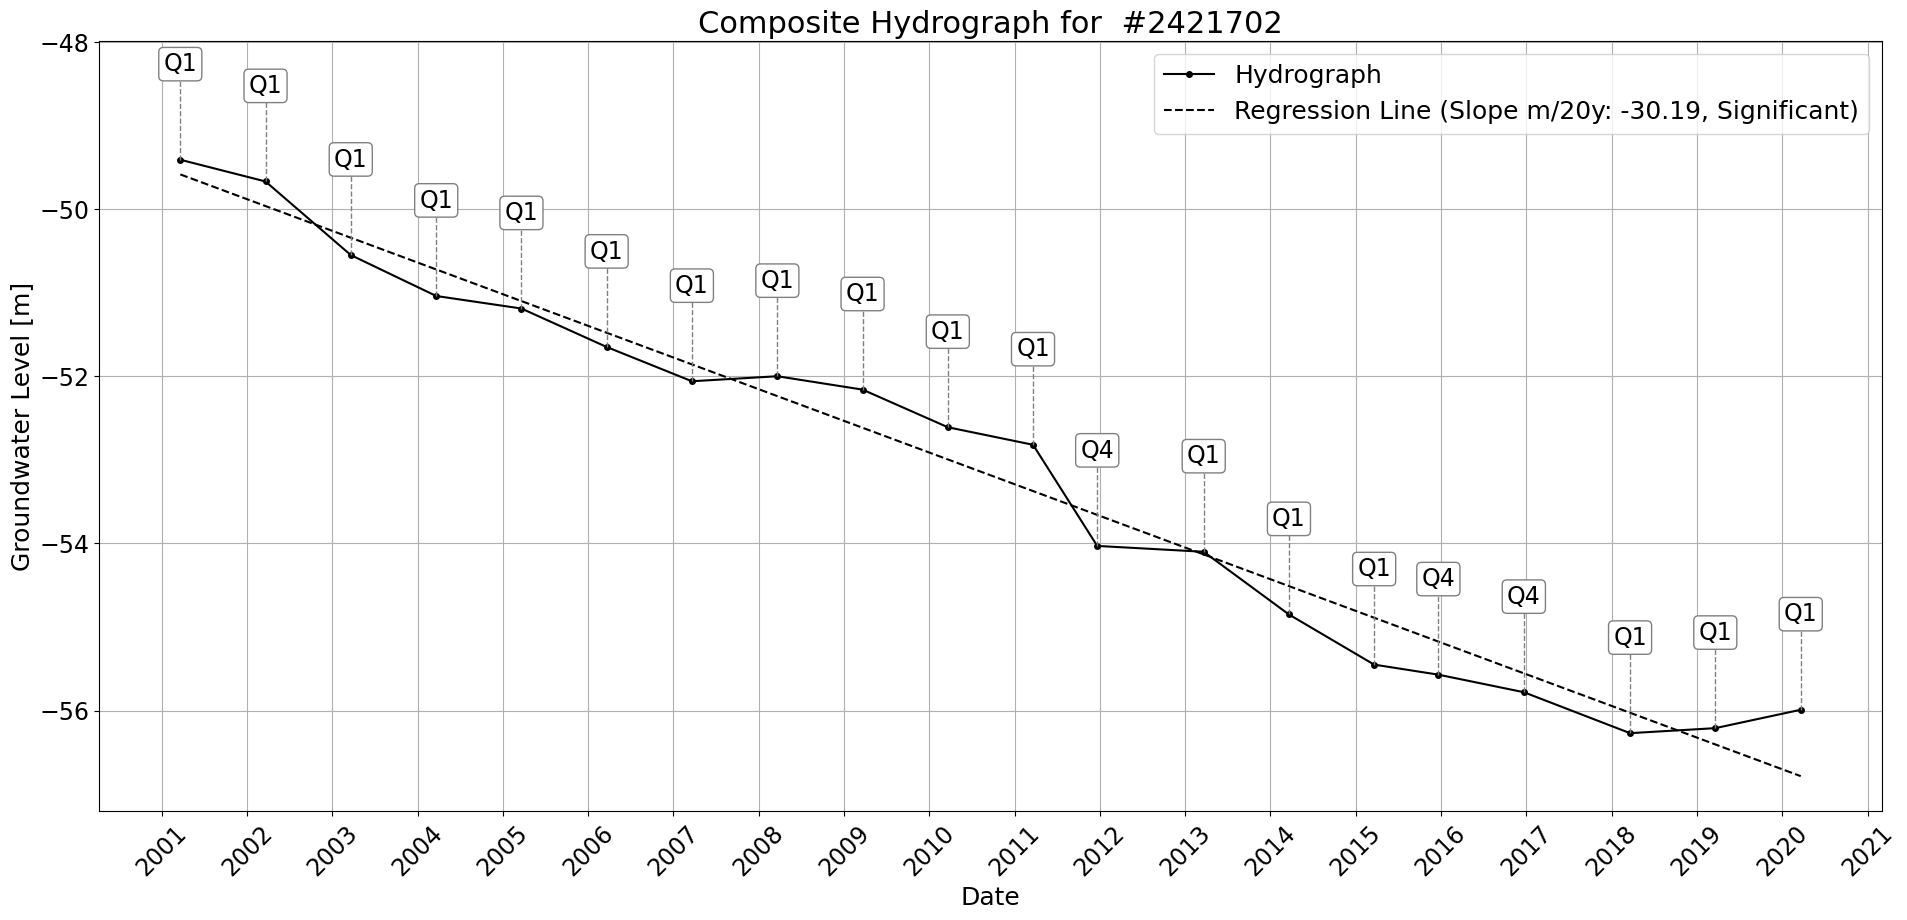 Composite Hydrograph for  #2421702
Hydrograph
Regression Line (Slope m/20y: -30.19, Significant)
Groundwater Level [m]
−48
−50
−52
−54
−56
Q1
Q1
Q1
Q1
Q1
Q1
Q1
Q1
Q1
Q1
Q1
Q4
Q1
Q1
Q1
Q4
Q4
Q1
Q1
Q1
2001
2002
2003
2004
2005
2006
2007
2008
2009
2010
2011
2012
2013
2014
2015
2016
2017
2018
2019
2020
2021
Date